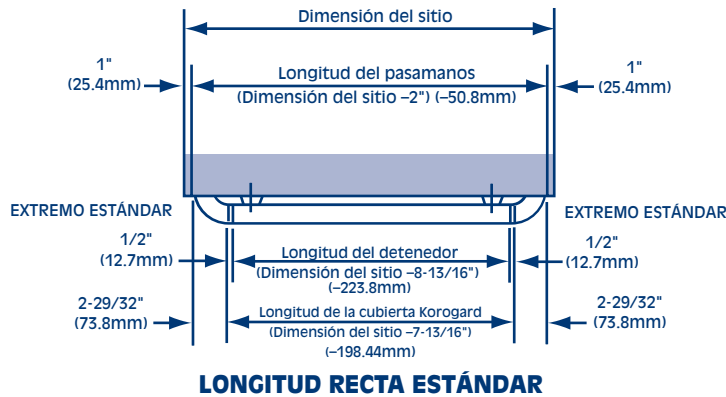 Dimensión del sitio
1"
(25.4mm)
Longitud del pasamanos
(Dimensión del sitio –2") (–50.8mm)
1"
(25.4mm)
EXTREMO ESTÁNDAR
EXTREMO ESTÁNDAR
1/2"
(12.7mm)
Longitud del detenedor
(Dimensión del sitio –8-13/16")
(–223.8mm)
1/2"
(12.7mm)
2-29/32"
(73.8mm)
Longitud de la cubierta Korogard
(Dimensión del sitio –7-13/16")
(–198.44mm)
2-29/32"
(73.8mm)
LONGITUD RECTA ESTÁNDAR